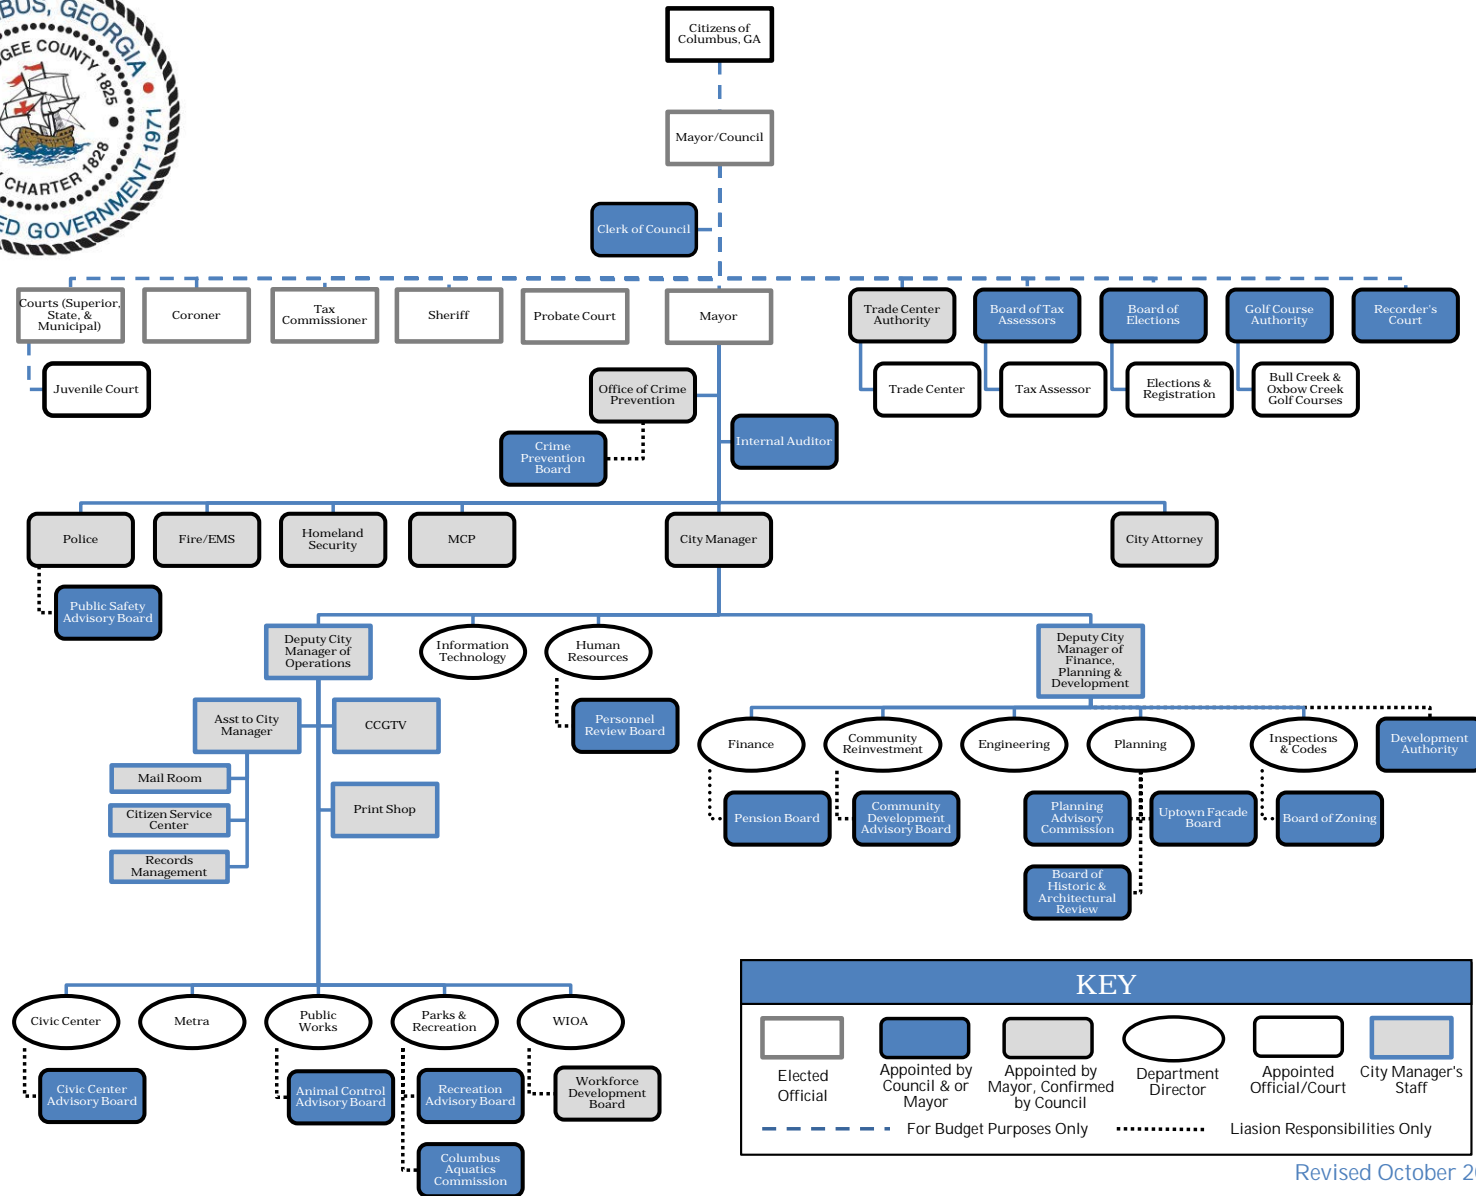 GEORGIA
COUNTY 1825
CHARTER 1828
GOVERNMENT 1971
Citizens of
Columbus, GA
Mayor/Council
Clerk of Council
Courts (Superior,
State, &
Municipal)
Coroner
Tax
Commissioner
Sheriff
Probate Court
Mayor
Trade Center
Authority
Board of Tax
Assessors
Board of
Elections
Golf Course
Authority
Recorder's
Court
Juvenile Court
Office of Crime
Prevention
Trade Center
Tax Assessor
Elections &
Registration
Bull Creek &
Oxbow Creek
Golf Courses
Crime
Prevention
Board
Internal Auditor
Police
Fire/EMS
Homeland
Security
MCP
City Manager
City Attorney
Public Safety
Advisory Board
Deputy City
Manager of
Operations
Information
Technology
Human
Resources
Deputy City
Manager of
Finance,
Planning &
Development
Asst to City
Manager
CCGTV
Personnel
Review Board
Finance
Community
Reinvestment
Engineering
Planning
Inspections
& Codes
Development
Authority
Mail Room
Citizen Service
Center
Records
Management
Print Shop
Pension Board
Community
Development
Advisory Board
Planning
Advisory
Commission
Uptown Facade
Board
Board of Zoning
Board of
Historic &
Architectural
Review
Civic Center
Metra
Public
Works
Parks &
Recreation
WIOA
Civic Center
Advisory Board
Animal Control
Advisory Board
Recreation
Advisory Board
Workforce
Development
Board
Columbus
Aquatics
Commission
KEY
Elected
Official
Appointed by
Council & or
Mayor
Appointed by
Mayor, Confirmed
by Council
Department
Director
Appointed
Official/Court
City Manager's
Staff
For Budget Purposes Only
Liasion Responsibilities Only
Revised October